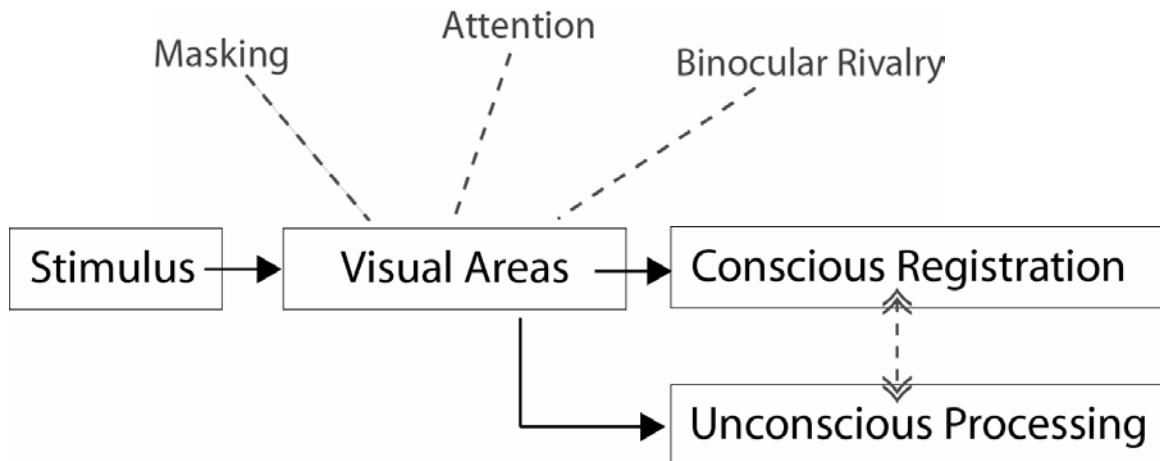 Attention
Masking
Binocular Rivalry
Stimulus
Visual Areas
Conscious Registration
Unconscious Processing